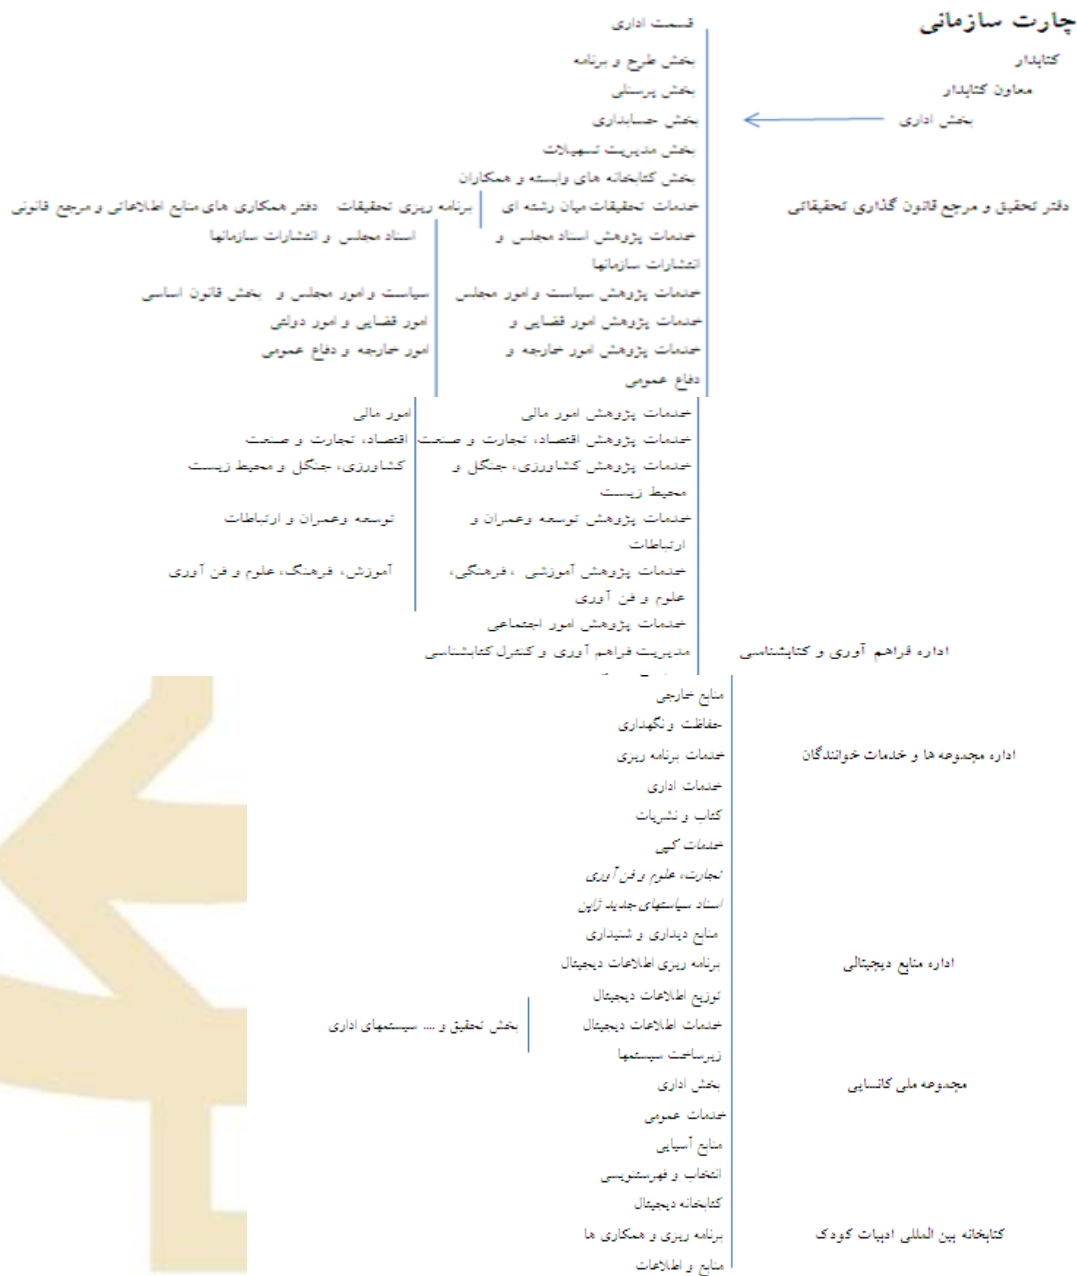 چارت سازمانی
قسمت اداری
کتابدار
بخش طرح و برنامه
معاون کتابدار
بخش پرسنلی
بخش اداری
بخش حسابداری
بخش مدیریت تسهیلات
بخش کتابخانه های وابسته و همکاران
دفتر تحقیق و مرجع قانون گذاری تحقیقاتی
خدمات تحقیقات میان رشته ای
برنامه ریزی تحقیقات
دفتر همکاری های منابع اطلاعاتی و مرجع قانونی
خدمات پژوهش اسناد مجلس و
اسناد مجلس و انتشارات سازمانها
انتشارات سازمانها
خدمات پژوهش سیاست و امور مجلس
سیاست و امور مجلس و بخش قانون اساسی
خدمات پژوهش امور قضایی و
امور قضایی و امور دولتی
خدمات پژوهش امور خارجه و
امور خارجه و دفاع عمومی
دفاع عمومی
خدمات پژوهش امور مالی
امور مالی
خدمات پژوهش اقتصاد، تجارت و صنعت
اقتصاد، تجارت و صنعت
خدمات پژوهش کشاورزی، جنگل و
کشاورزی، جنگل و محیط زیست
محیط زیست
خدمات پژوهش توسعه وعمران و
توسعه وعمران و ارتباطات
ارتباطات
خدمات پژوهش آموزشی ، فرهنگی،
آموزش، فرهنگ، علوم و فن آوری
علوم و فن آوری
خدمات پژوهش امور اجتماعی
اداره فراهم آوری و کتابشناسی
مدیریت فراهم آوری و کنترل کتابشناسی
منابع خارجی
حفاظت و نگهداری
اداره مجموعه ها و خدمات خوانندگان
خدمات برنامه ریزی
خدمات اداری
کتاب و نشریات
خدمات کپی
تجارت، علوم و فن آوری
اسناد سیاستهای جدید ژاپن
منابع دیداری و شنیداری
اداره منابع دیجیتالی
برنامه ریزی اطلاعات دیجیتال
توزیع اطلاعات دیجیتال
خدمات اطلاعات دیجیتال
بخش تحقیق و .... سیستمهای اداری
زیرساخت سیستمها
مجموعه ملی کانسایی
بخش اداری
خدمات عمومی
منابع آسیایی
انتخاب و فهرستنویسی
کتابخانه دیجیتال
کتابخانه بین المللی ادبیات کودک
برنامه ریزی و همکاری ها
منابع و اطلاعات